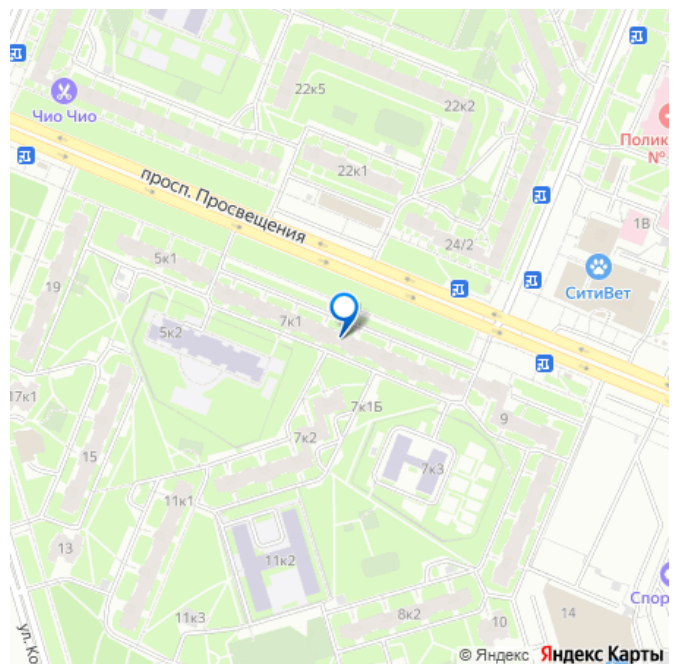 22к5
Чио Чио
22к2
Полик
№
22к1
просп. Просвещения
1В
24/2
5к1
СитиВет
19
7к1
5к2
17к1
7к1Б
9
7к2
15
7к3
11к1
13
11к2
Спор
11к3
8к2
10
14
ул. Ко
© Яндекс Яндекс Карты